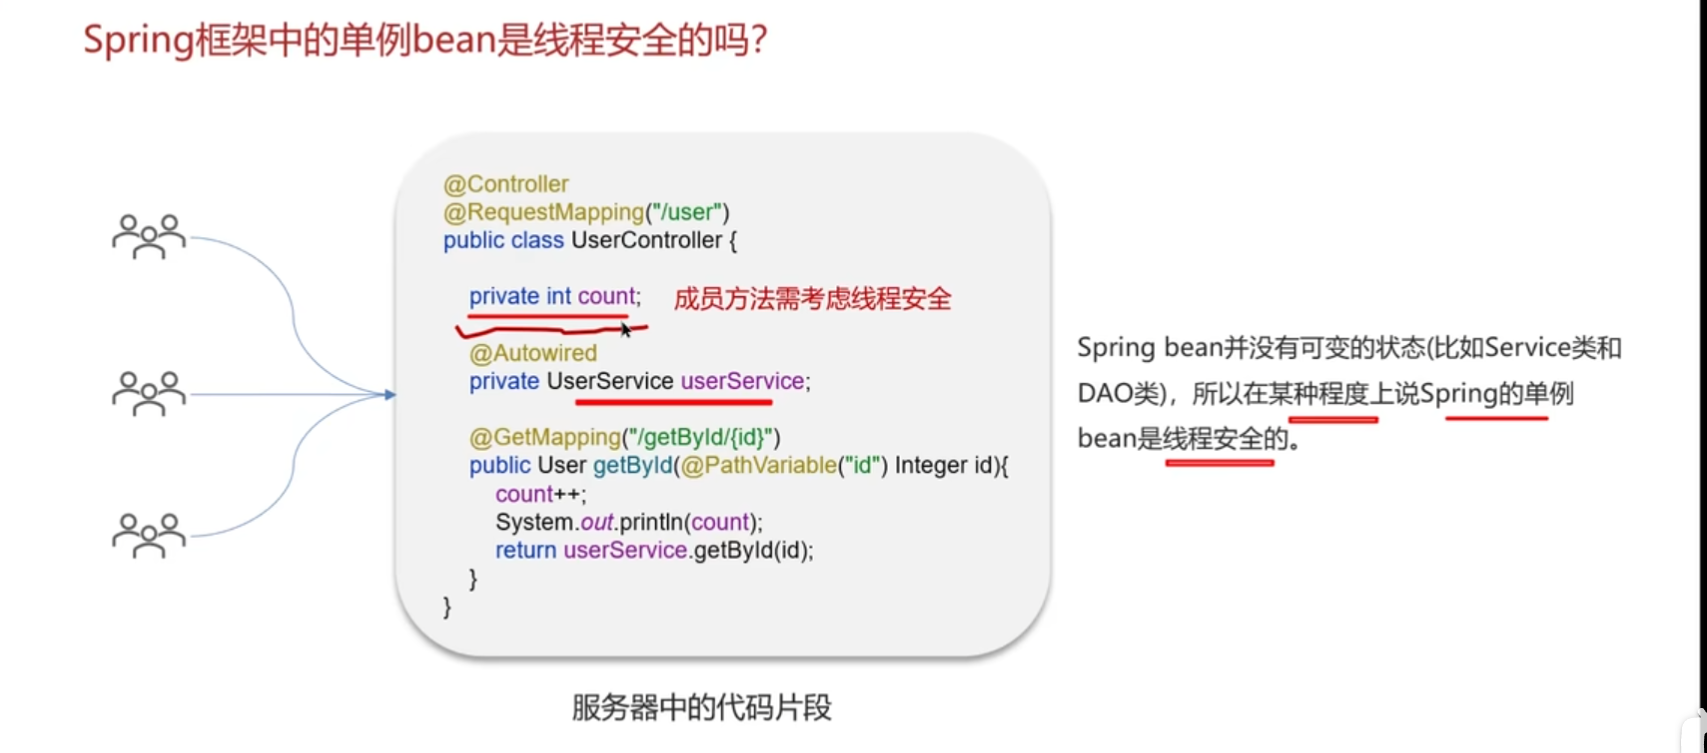 Spring框架中的单例bean是线程安全的吗?
@Controller
@RequestMapping("/user")
public class UserController {
private int count; 成员方法需考虑线程安全
@Autowired
private UserService userService;
@GetMapping("/getById/{id}")
public User getById(@PathVariable("id") Integer id){
count++;
System.out.println(count);
return userService.getById(id);
}
}
Spring bean并没有可变的状态(比如Service类和
DAO类)，所以在某种程度上说Spring的单例
bean是线程安全的。
服务器中的代码片段